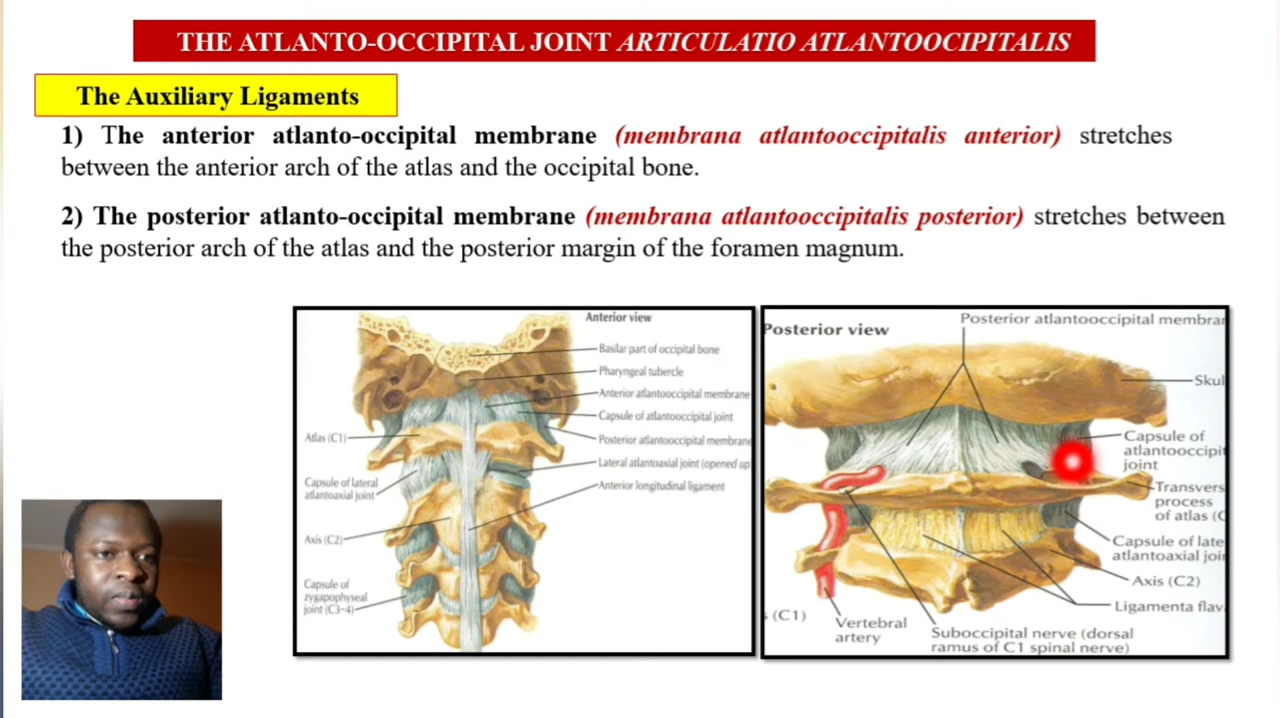 THE ATLANTO-OCCIPITAL JOINT ARTICULATIO ATLANTOOCIPITALIS
The Auxiliary Ligaments
1) The anterior atlanto-occipital membrane (membrana atlantooccipitalis anterior) stretches
between the anterior arch of the atlas and the occipital bone.
2) The posterior atlanto-occipital membrane (membrana atlantooccipitalis posterior) stretches between
the posterior arch of the atlas and the posterior margin of the foramen magnum.
Anterior view
Basilar part of occipital bone
Pharyngeal tubercle
Anterior atlantooccipital membrane
Capsule of atlantooccipital joint
Posterior atlantooccipital membrane
Lateral atlantoaxial joint (opened up
Anterior longitudinal ligament
Atlas (C1)
Capsule of lateral
atlantoaxial joint
Axis (C2)
Capsule of
zygapophyseal
joint (C3–4)
Posterior view
Posterior atlantooccipital membrar
Skul
Capsule of
atlantooccipit
joint
Transvers
process
of atlas (C
Capsule of late
atlantoaxial joi
Axis (C2)
Ligamenta flav
(C1)
Vertebral
artery
Suboccipital nerve (dorsal
ramus of C1 spinal nerve)